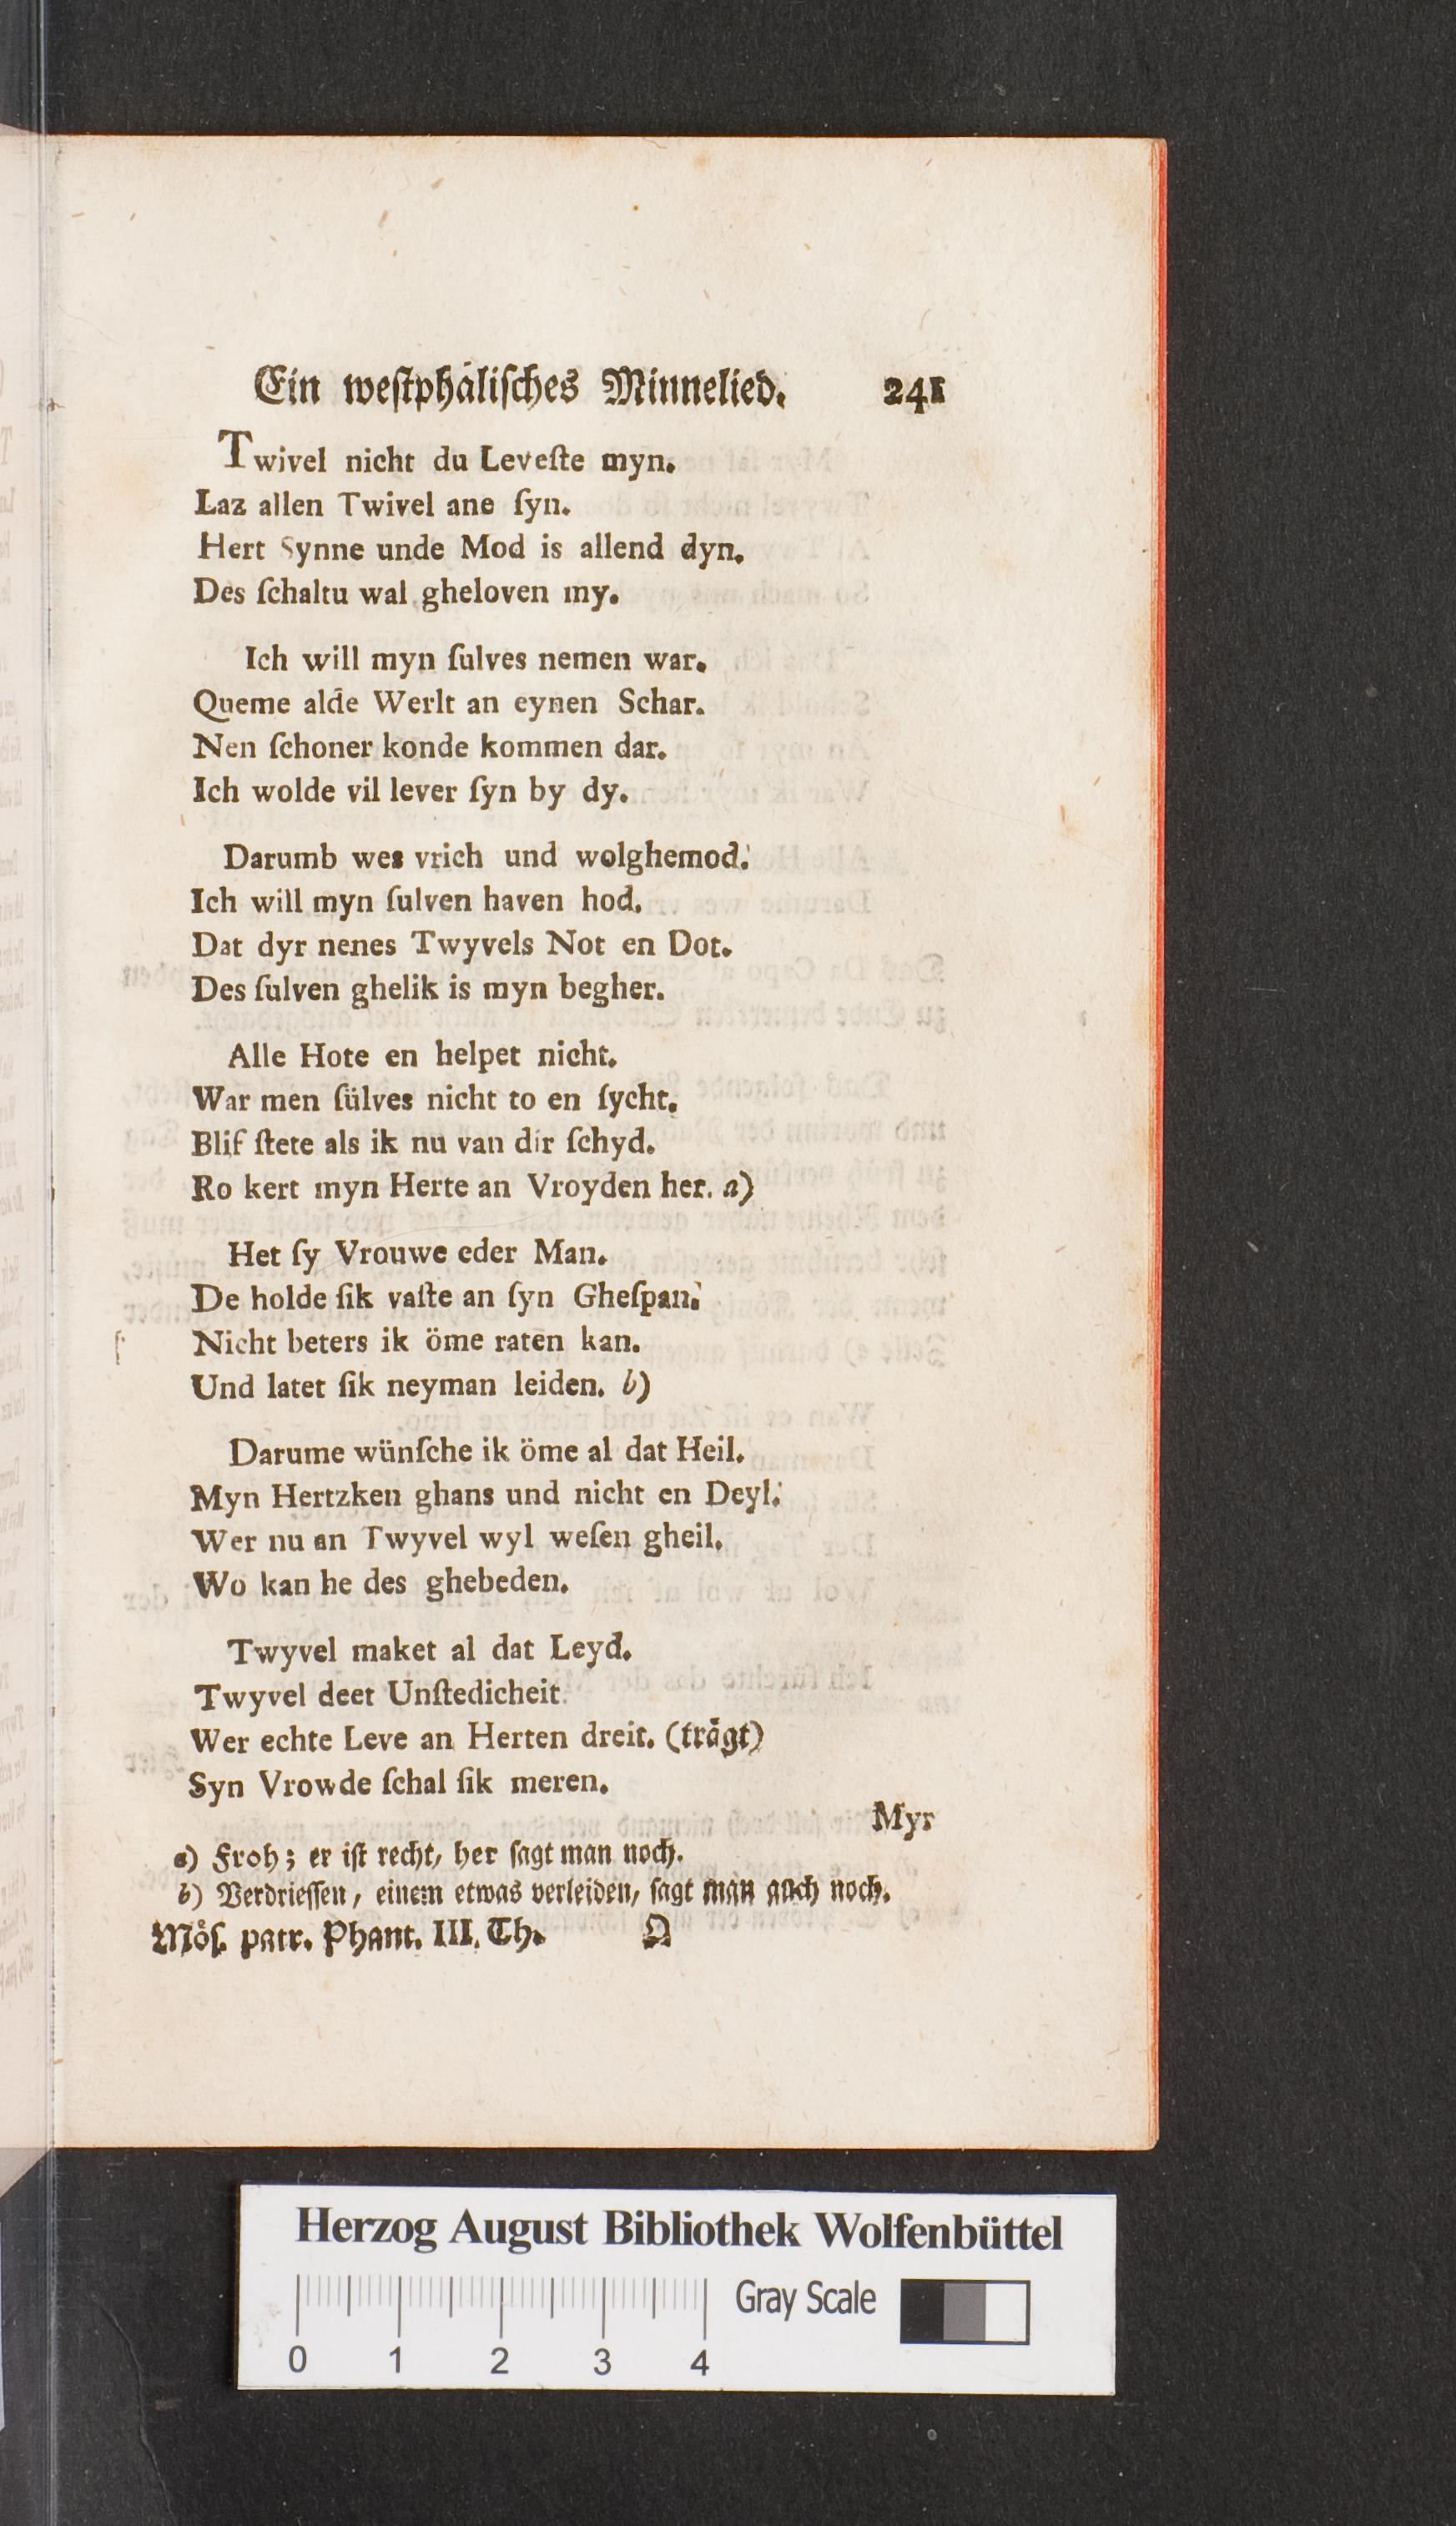 Ein weſtphäliſches Minnelied. 241
Twivel nicht du Leveſte myn.
Laz allen Twivel ane ſyn.
Hert Synne unde Mod is allend dyn.
Des ſchaltu wal gheloven my.
Ich will myn ſulves nemen war.
Queme alde Werlt an eynen Schar.
Nen ſchoner konde kommen dar.
Ich wolde vil lever ſyn by dy.
Darumb wes vrich und wolghemod.
Ich will myn ſulven haven hod.
Dat dyr nenes Twyvels Not en Dot.
Des ſulven ghelik is myn begher.
Alle Hote en helpet nicht.
War men ſülves nicht to en ſycht.
Blif ſtete als ik nu van dir ſchyd.
Ro kert myn Herte an Vroyden her. a)
Het ſy Vrouwe eder Man.
De holde ſik vaſte an ſyn Gheſpan.
Nicht beters ik öme raten kan.
Und latet ſik neyman leiden. b)
Darume wünſche ik öme al dat Heil.
Myn Hertzken ghans und nicht en Deyl.
Wer nu an Twyvel wyl weſen gheil.
Wo kan he des ghebeden.
Twyvel maket al dat Leyd.
Twyvel deet Unſtedicheit.
Wer echte Leve an Herten dreit. (trägt)
Syn Vrowde ſchal ſik meren.
Myr
a) Froh; er iſt recht, her ſagt man noch.
b) Verdrieſſen, einem etwas verleiden, ſagt man auch noch.
Möſ. patr. Phant. III. Th. Q
Herzog August Bibliothek Wolfenbüttel
Gray Scale
0 1 2 3 4